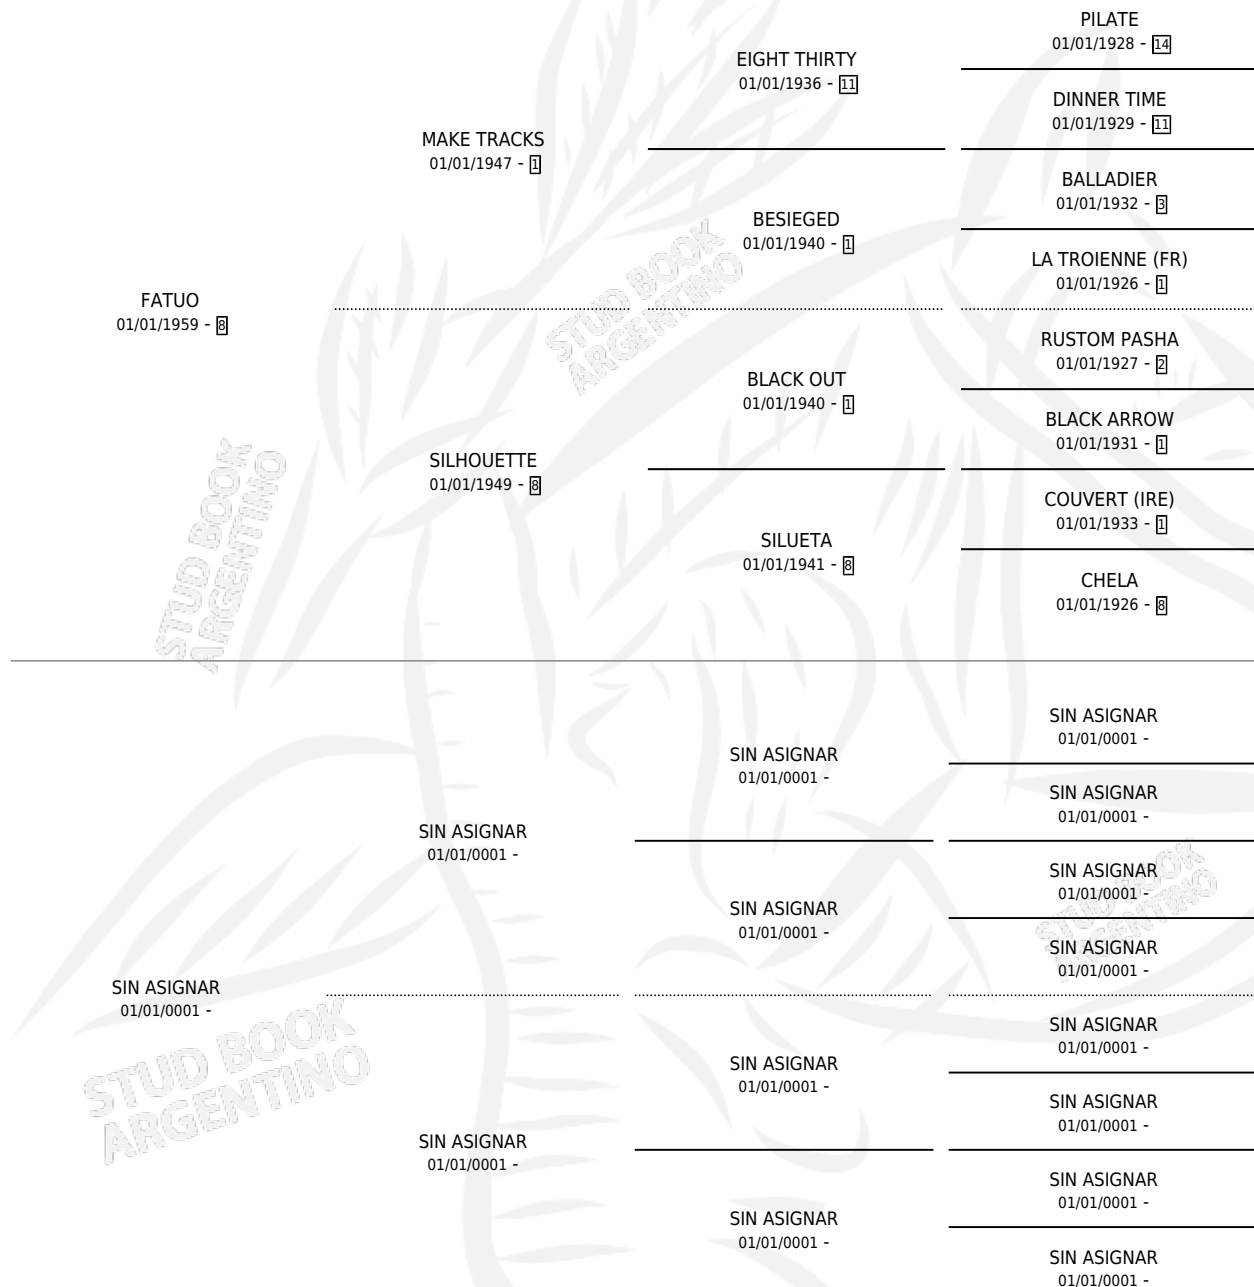 PILATE
01/01/1928 - 14
EIGHT THIRTY
01/01/1936 - 11
DINNER TIME
01/01/1929 - 11
MAKE TRACKS
01/01/1947 - 1
BALLADIER
01/01/1932 - 3
BESIEGED
01/01/1940 - 1
LA TROIENNE (FR)
01/01/1926 - 1
FATUO
01/01/1959 - 8
RUSTOM PASHA
01/01/1927 - 2
BLACK OUT
01/01/1940 - 1
BLACK ARROW
01/01/1931 - 1
SILHOUETTE
01/01/1949 - 8
COUVERT (IRE)
01/01/1933 - 1
SILUETA
01/01/1941 - 8
CHELA
01/01/1926 - 8
STUD BOOK
ARGENTINO
STUD BOOK
ARGENTINO
SIN ASIGNAR
01/01/0001 -
SIN ASIGNAR
01/01/0001 -
SIN ASIGNAR
01/01/0001 -
SIN ASIGNAR
01/01/0001 -
SIN ASIGNAR
01/01/0001 -
SIN ASIGNAR
01/01/0001 -
SIN ASIGNAR
01/01/0001 -
SIN ASIGNAR
01/01/0001 -
SIN ASIGNAR
01/01/0001 -
SIN ASIGNAR
01/01/0001 -
SIN ASIGNAR
01/01/0001 -
SIN ASIGNAR
01/01/0001 -
SIN ASIGNAR
01/01/0001 -
SIN ASIGNAR
01/01/0001 -
SIN ASIGNAR
01/01/0001 -
STUD BOOK
ARGENTINO
STUD BOOK
ARGENTINO